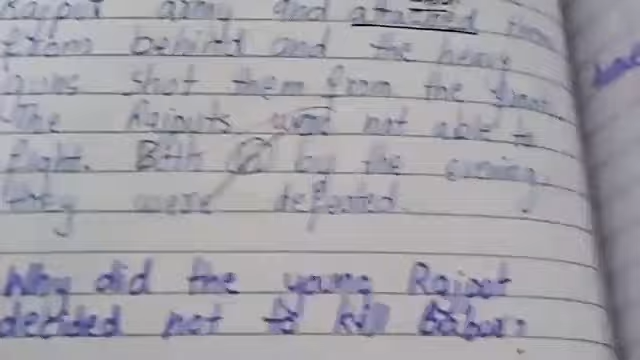 Rajput army and attacked them
from behind and the heavy
guns shot them from the front.
The Rajputs were not able to
fight. Both by the evening
they were defeated.
Why did the young Rajput
decided not to kill Babur?